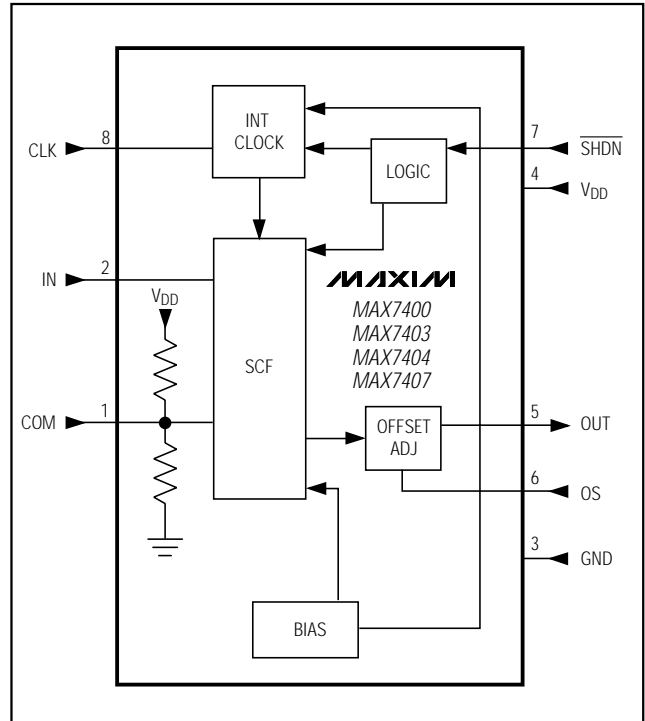 INT
CLOCK
8
CLK
7
SHDN
LOGIC
4
VDD
2
IN
VDD
MAXIM
MAX7400
MAX7403
MAX7404
MAX7407
SCF
1
COM
OFFSET
ADJ
5
OUT
6
OS
3
GND
BIAS